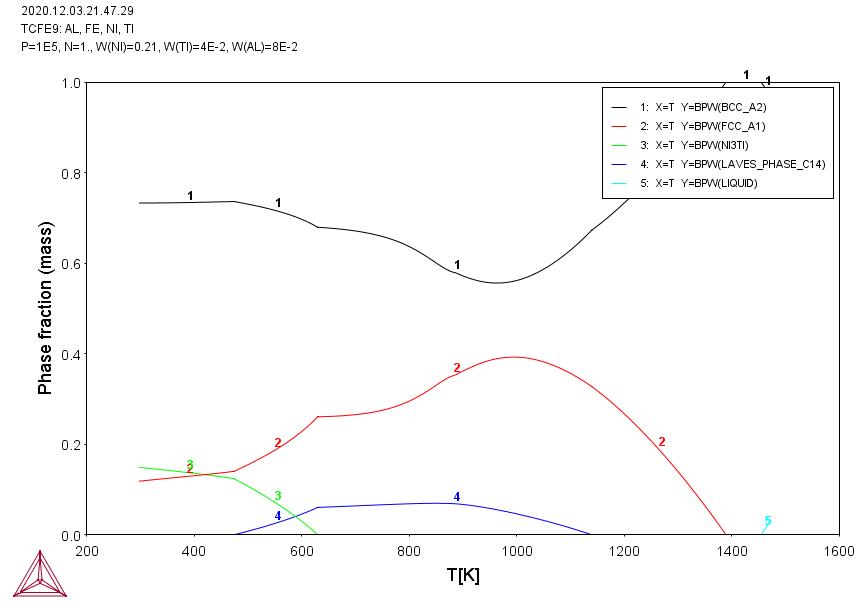 2020.12.03.21.47.29
TCFE9: AL, FE, NI, TI
P=1E5, N=1., W(NI)=0.21, W(TI)=4E-2, W(AL)=8E-2
1 1
1.0
1: X=T Y=BPW(BCC_A2)
2: X=T Y=BPW(FCC_A1)
3: X=T Y=BPW(NI3TI)
4: X=T Y=BPW(LAVES_PHASE_C14)
5: X=T Y=BPW(LIQUID)
0.8
1 1
0.6
1
Phase fraction (mass)
0.4
2
0.2
2 2
3
2
3
4
4
5
0.0
200 400 600 800 1000 1200 1400 1600
T[K]